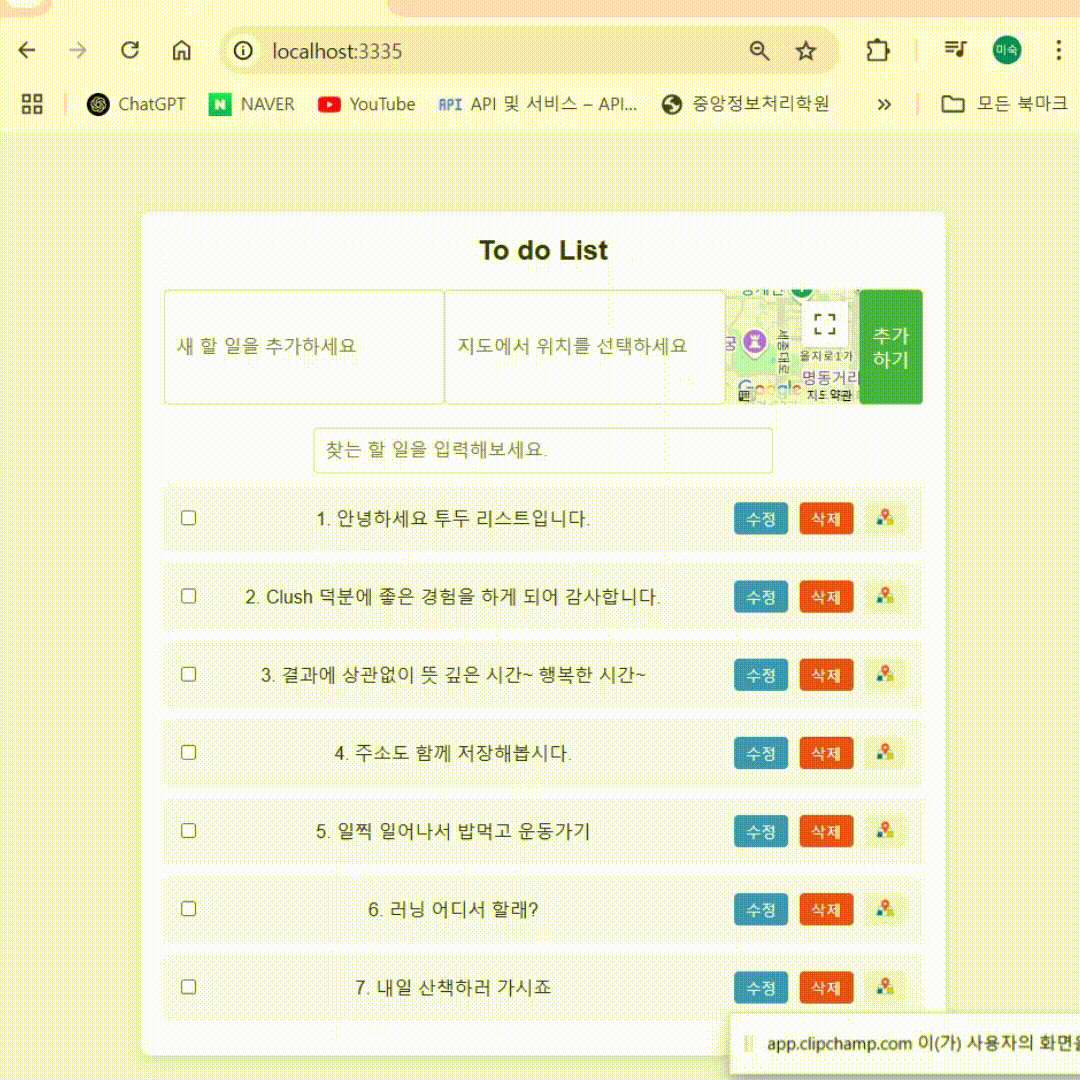 localhost:3335
미숙
ChatGPT
NAVER
YouTube
API API 및 서비스 – API...
중앙정보처리학원
모든 북마크
To do List
새 할 일을 추가하세요
지도에서 위치를 선택하세요
세종대로
을지로1가
명동거리
Google
지도 약관
추가
하기
찾는 할 일을 입력해보세요.
1. 안녕하세요 투두 리스트입니다.
수정 삭제
2. Clush 덕분에 좋은 경험을 하게 되어 감사합니다.
수정 삭제
3. 결과에 상관없이 뜻 깊은 시간~ 행복한 시간~
수정 삭제
4. 주소도 함께 저장해봅시다.
수정 삭제
5. 일찍 일어나서 밥먹고 운동가기
수정 삭제
6. 러닝 어디서 할래?
수정 삭제
7. 내일 산책하러 가시죠
수정 삭제
app.clipchamp.com 이(가) 사용자의 화면을